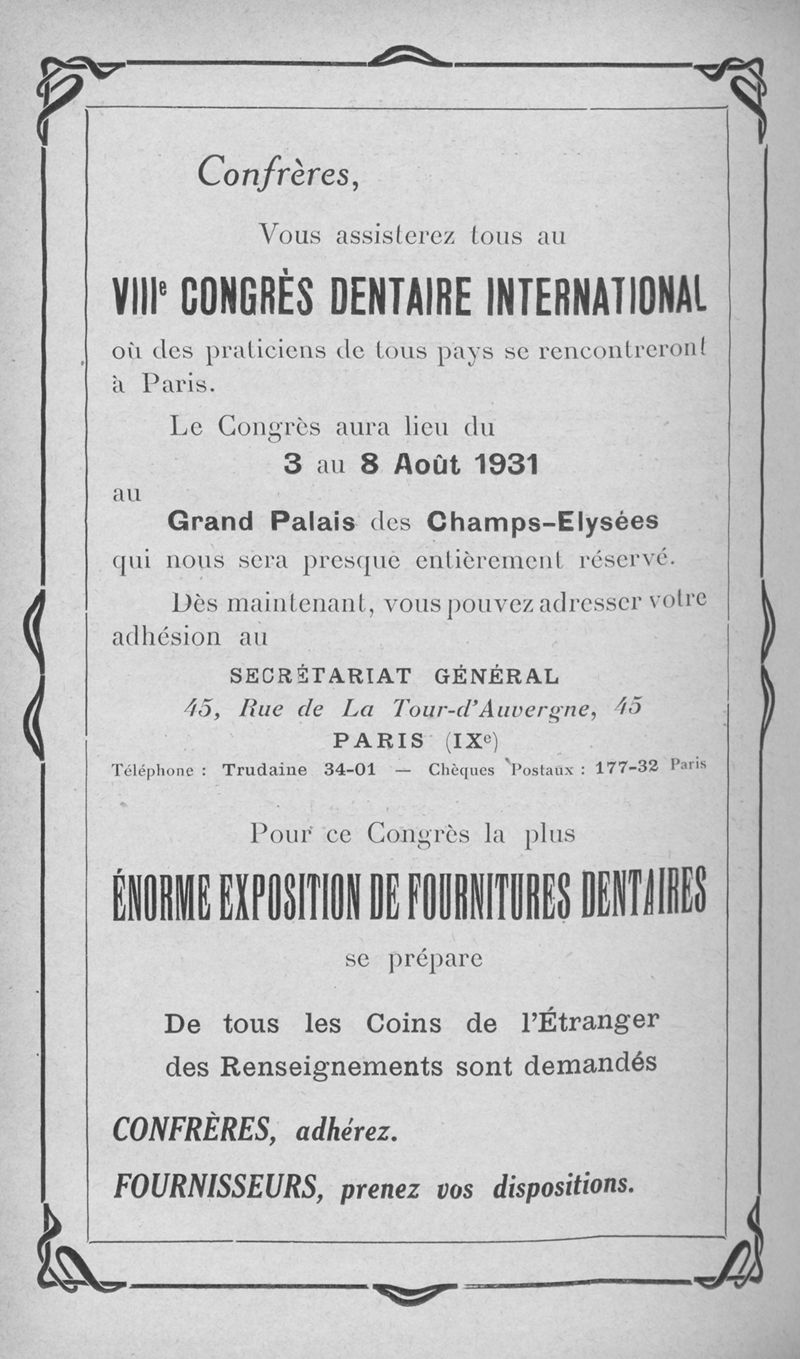 Confrères,
Vous assisterez tous au
VIIIe CONGRÈS DENTAIRE INTERNATIONAL
où des praticiens de tous pays se rencontreront
à Paris.
Le Congrès aura lieu du
3 au 8 Août 1931
au
Grand Palais des Champs-Elysées
qui nous sera presque entièrement réservé.
Dès maintenant, vous pouvez adresser votre
adhésion au
SECRÉTARIAT GÉNÉRAL
45, Rue de La Tour-d'Auvergne, 45
PARIS (IXe)
Téléphone : Trudaine 34-01 — Chèques Postaux : 177-32 Paris
Pour ce Congrès la plus
ÉNORME EXPOSITION DE FOURNITURES DENTAIRES
se prépare
De tous les Coins de l'Étranger
des Renseignements sont demandés
CONFRÈRES, adhérez.
FOURNISSEURS, prenez vos dispositions.